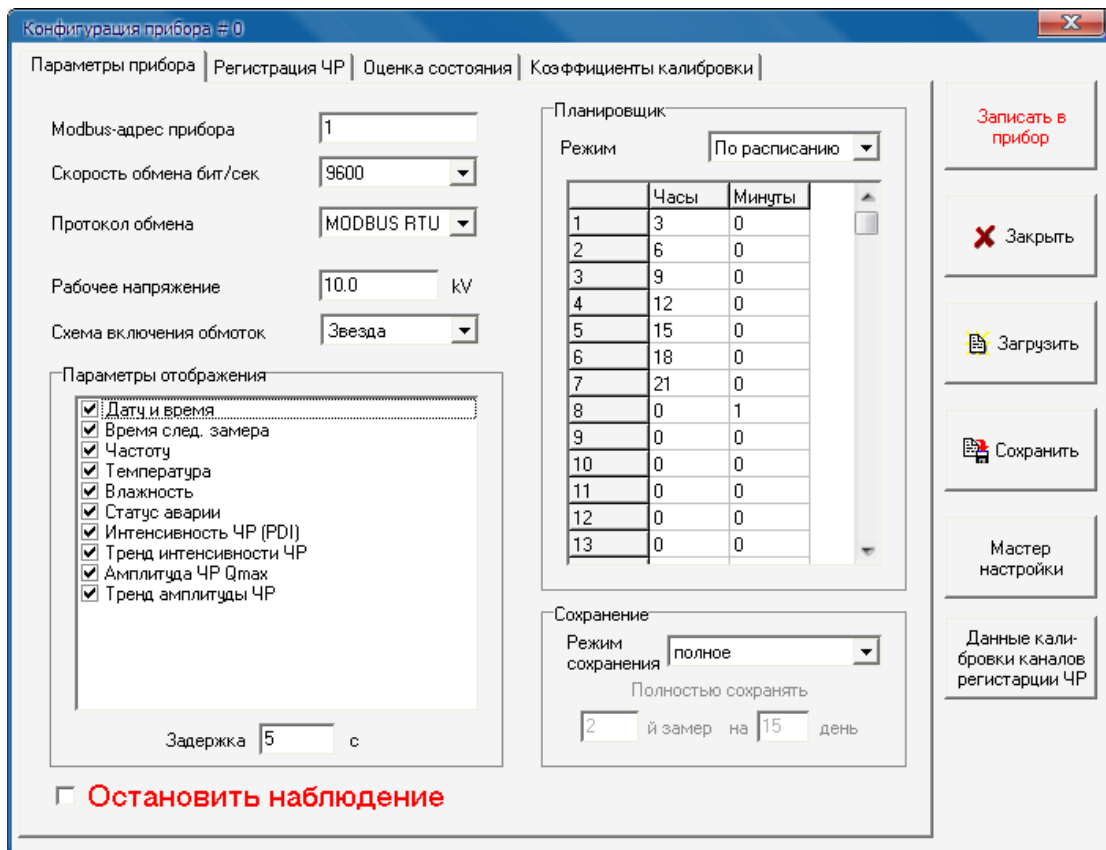 Конфигурация прибора # 0
Параметры прибора Регистрация ЧР Оценка состояния Коэффициенты калибровки
Modbus-адрес прибора 1
Скорость обмена бит/сек 9600
Протокол обмена MODBUS RTU
Рабочее напряжение 10.0 kV
Схема включения обмоток Звезда
Параметры отображения
Дату и время
Время след. замера
Частоту
Температура
Влажность
Статус аварии
Интенсивность ЧР (PDI)
Тренд интенсивности ЧР
Амплитуда ЧР Qmax
Тренд амплитуды ЧР
Задержка 5 с
Остановить наблюдение
Планировщик
Режим По расписанию
Часы Минуты
1 3 0
2 6 0
3 9 0
4 12 0
5 15 0
6 18 0
7 21 0
8 0 1
9 0 0
10 0 0
11 0 0
12 0 0
13 0 0
Сохранение
Режим
сохранения полное
Полностью сохранять
2 й замер на 15 день
Записать в
прибор
Закрыть
Загрузить
Сохранить
Мастер
настройки
Данные кали-
бровки каналов
регистарции ЧР